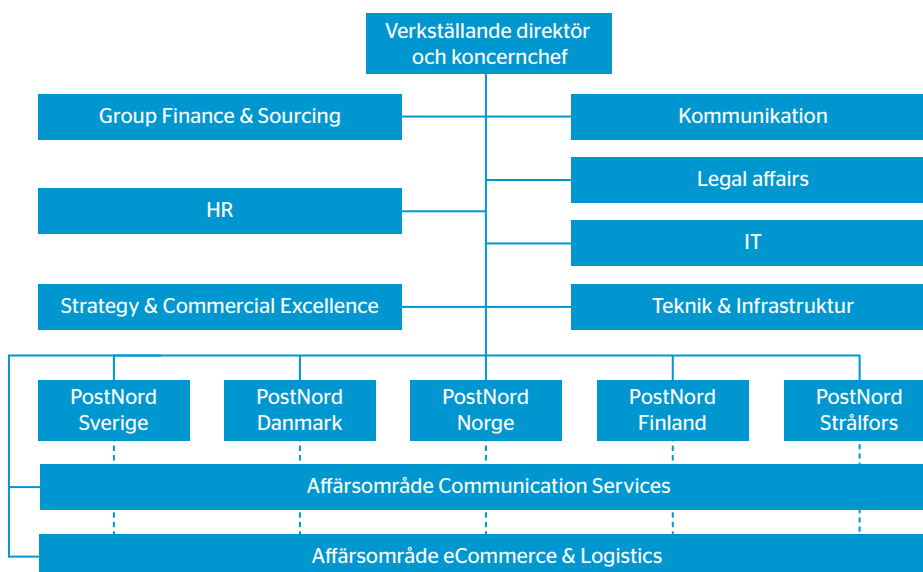 Verkställande direktör
och koncernchef
Group Finance & Sourcing
Kommunikation
Legal affairs
HR
IT
Strategy & Commercial Excellence
Teknik & Infrastruktur
PostNord
Sverige
PostNord
Danmark
PostNord
Norge
PostNord
Finland
PostNord
Strålfors
Affärsområde Communication Services
Affärsområde eCommerce & Logistics